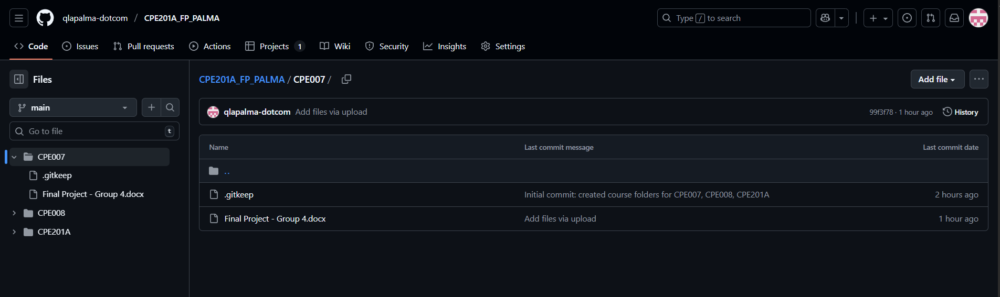 qlapalma-dotcom / CPE201A_FP_PALMA
Type / to search
Code
Issues
Pull requests
Actions
Projects 1
Wiki
Security
Insights
Settings
Files
main
Go to file
t
CPE007
.gitkeep
Final Project - Group 4.docx
CPE008
CPE201A
CPE201A_FP_PALMA / CPE007 /
Add file
qlapalma-dotcom Add files via upload
99f3f78 · 1 hour ago
History
Name Last commit message Last commit date
..
.gitkeep Initial commit: created course folders for CPE007, CPE008, CPE201A 2 hours ago
Final Project - Group 4.docx Add files via upload 1 hour ago